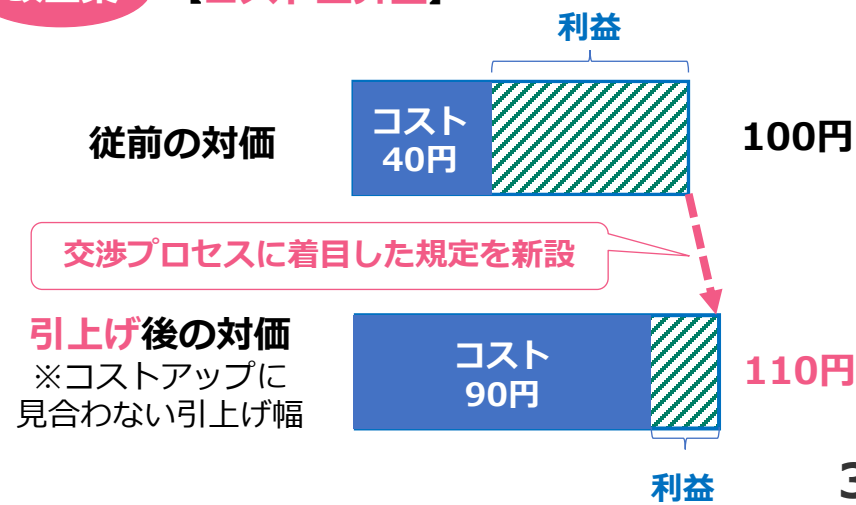 利益
従前の対価
コスト
40円
100円
交渉プロセスに着目した規定を新設
引上げ後の対価
※コストアップに
見合わない引上げ幅
コスト
90円
110円
利益
3